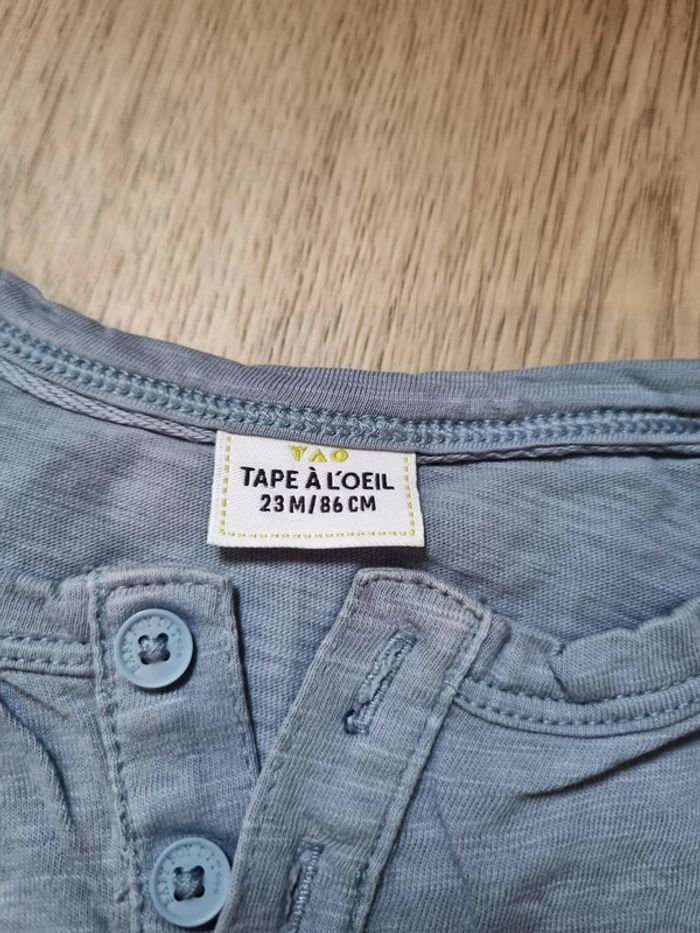 TAO
TAPE À L'OEIL
23 M/86 CM